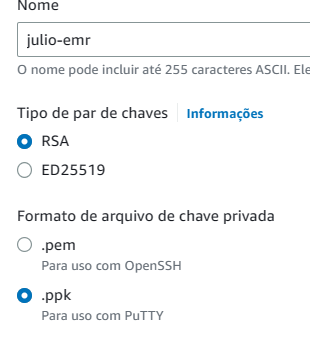 Nome
julio-emr
O nome pode incluir até 255 caracteres ASCII. Ele
Tipo de par de chaves Informações
RSA
ED25519
Formato de arquivo de chave privada
.pem
Para uso com OpenSSH
.ppk
Para uso com PuTTY